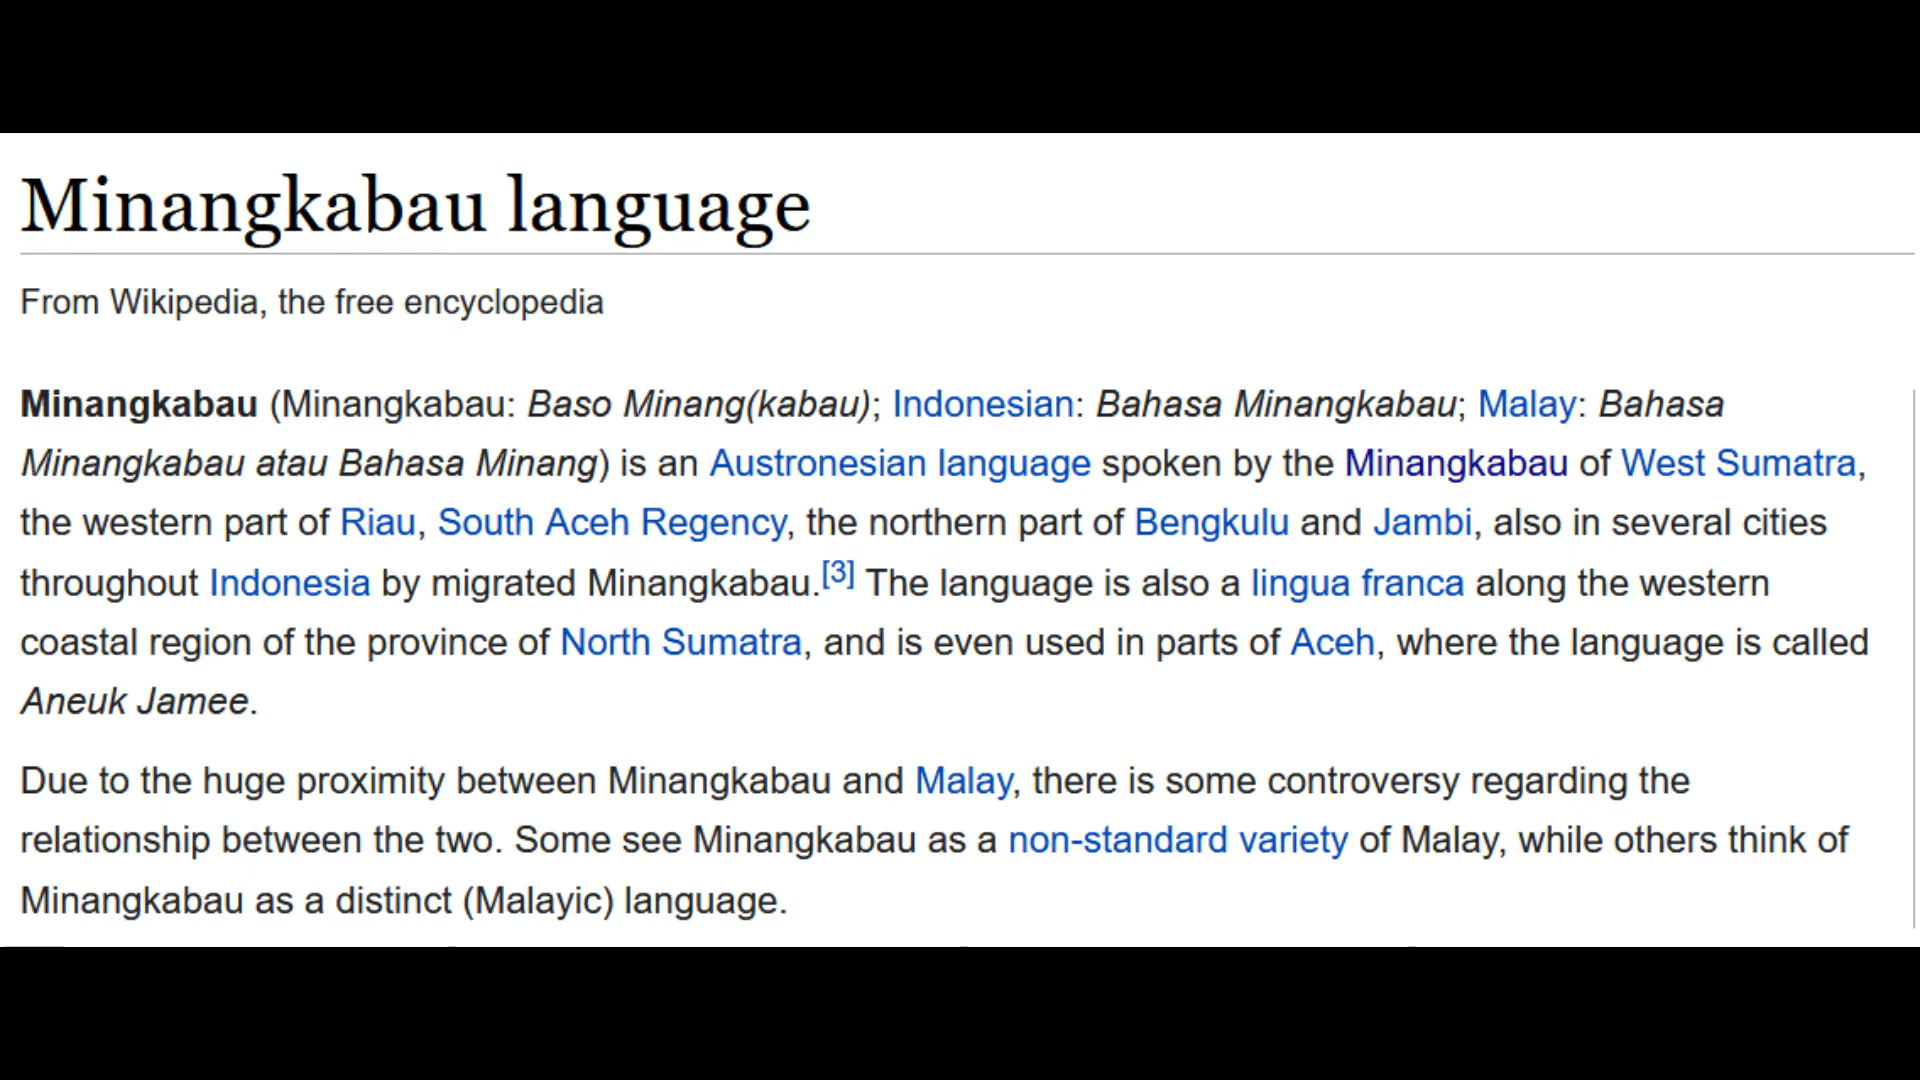 Minangkabau language
From Wikipedia, the free encyclopedia
Minangkabau (Minangkabau: Baso Minang(kabau); Indonesian: Bahasa Minangkabau; Malay: Bahasa
Minangkabau atau Bahasa Minang) is an Austronesian language spoken by the Minangkabau of West Sumatra,
the western part of Riau, South Aceh Regency, the northern part of Bengkulu and Jambi, also in several cities
throughout Indonesia by migrated Minangkabau.[3] The language is also a lingua franca along the western
coastal region of the province of North Sumatra, and is even used in parts of Aceh, where the language is called
Aneuk Jamee.
Due to the huge proximity between Minangkabau and Malay, there is some controversy regarding the
relationship between the two. Some see Minangkabau as a non-standard variety of Malay, while others think of
Minangkabau as a distinct (Malayic) language.